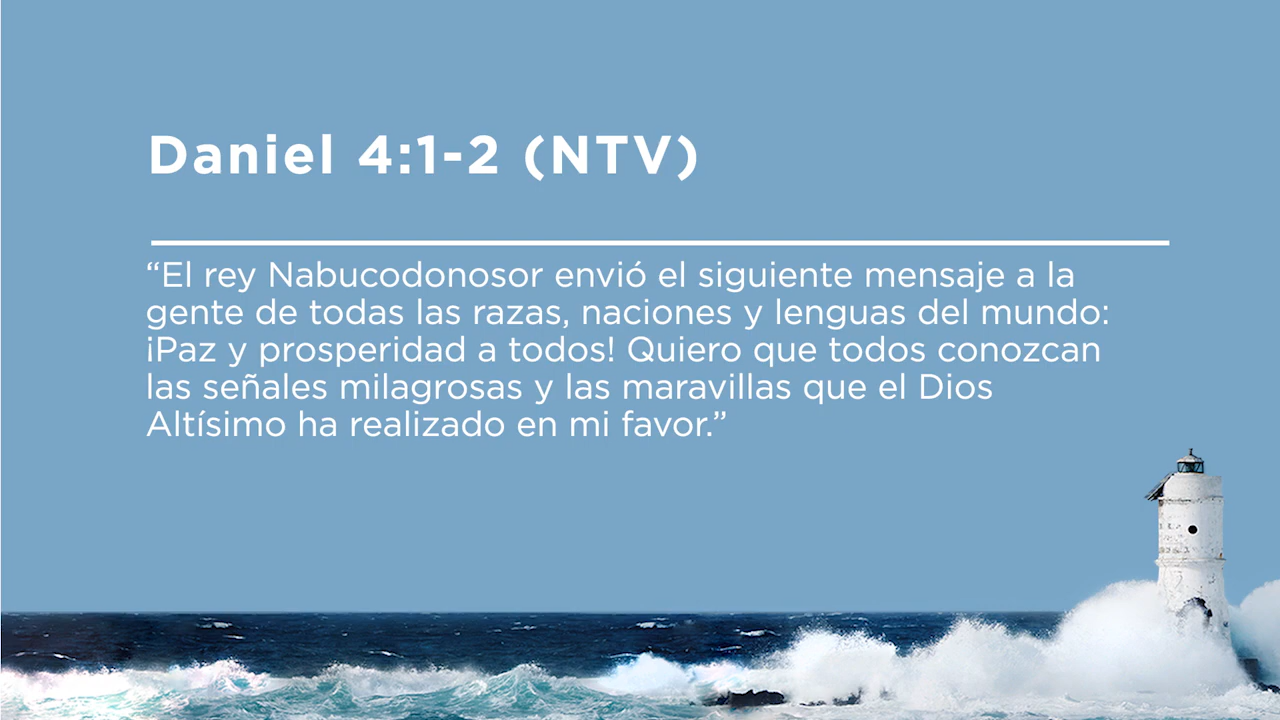 Daniel 4:1-2 (NTV)
“El rey Nabucodonosor envió el siguiente mensaje a la
gente de todas las razas, naciones y lenguas del mundo:
¡Paz y prosperidad a todos! Quiero que todos conozcan
las señales milagrosas y las maravillas que el Dios
Altísimo ha realizado en mi favor.”